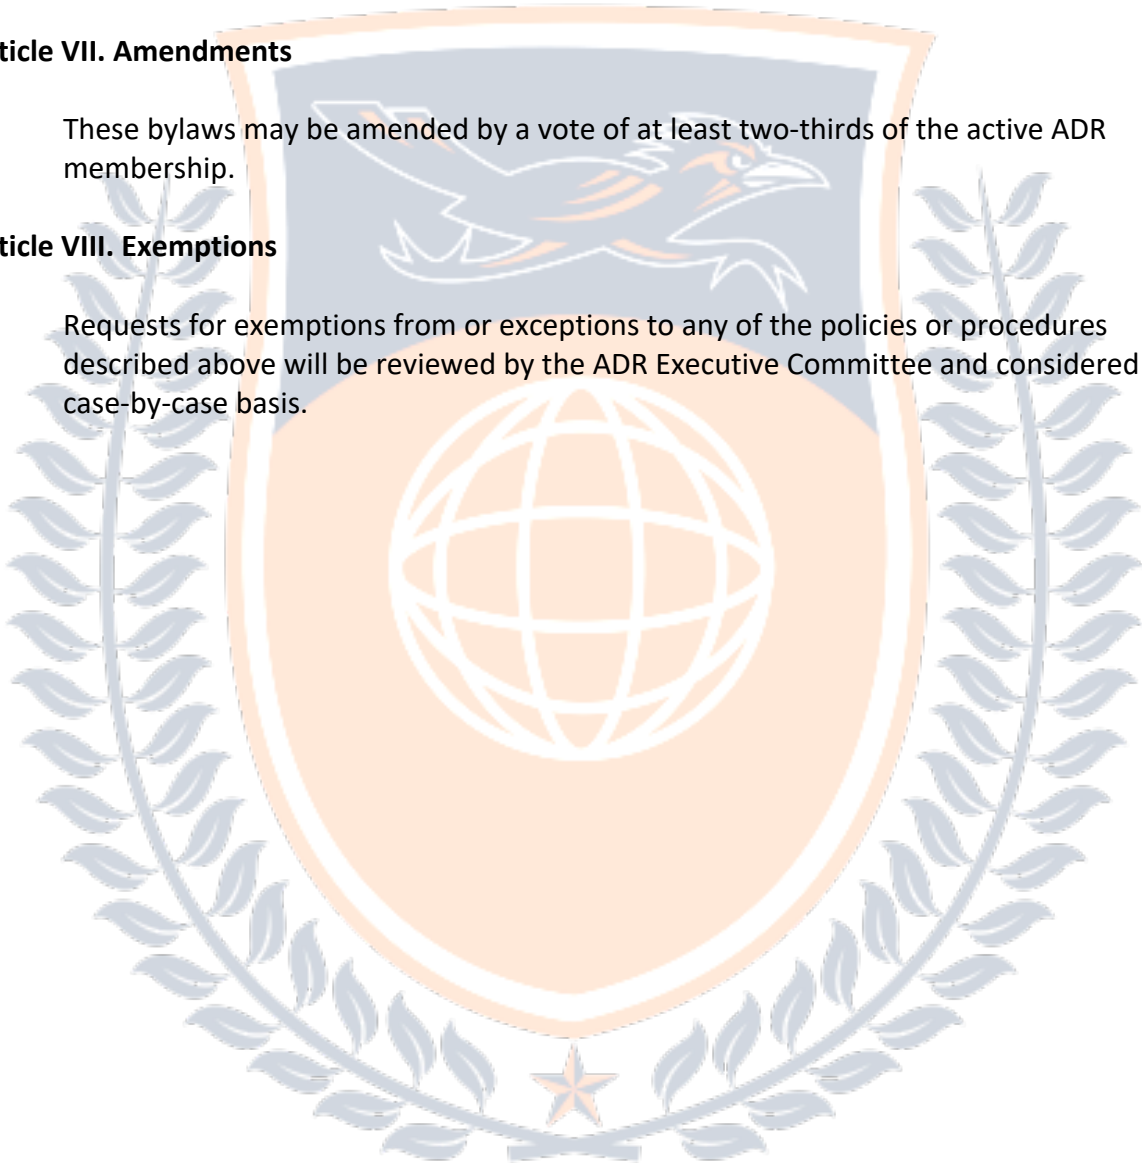 ticle VII. Amendments
These bylaws may be amended by a vote of at least two-thirds of the active ADR
membership.
ticle VIII. Exemptions
Requests for exemptions from or exceptions to any of the policies or procedures
described above will be reviewed by the ADR Executive Committee and considered
case-by-case basis.